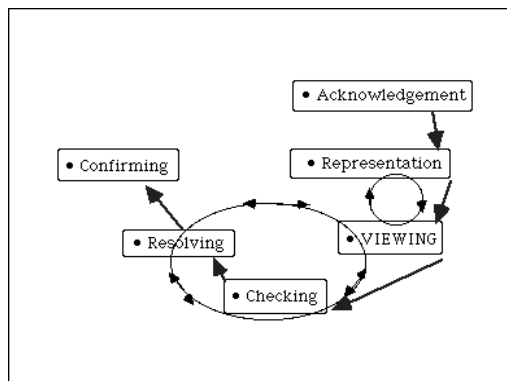 • Acknowledgement
• Representation
• Confirming
• VIEWING
• Resolving
• Checking